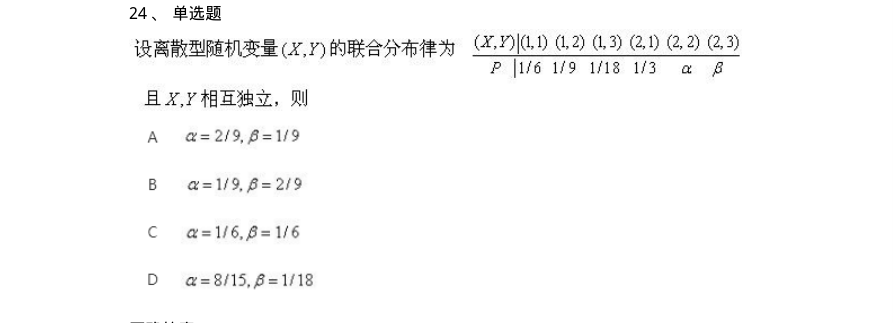 24 、 单选题
设离散型随机变量 (X,Y) 的联合分布律为 (X,Y)|(1,1) (1,2) (1,3) (2,1) (2,2) (2,3)
P |1/6 1/9 1/18 1/3 α β
且 X,Y 相互独立，则
A α = 2/9, β = 1/9
B α = 1/9, β = 2/9
C α = 1/6, β = 1/6
D α = 8/15, β = 1/18